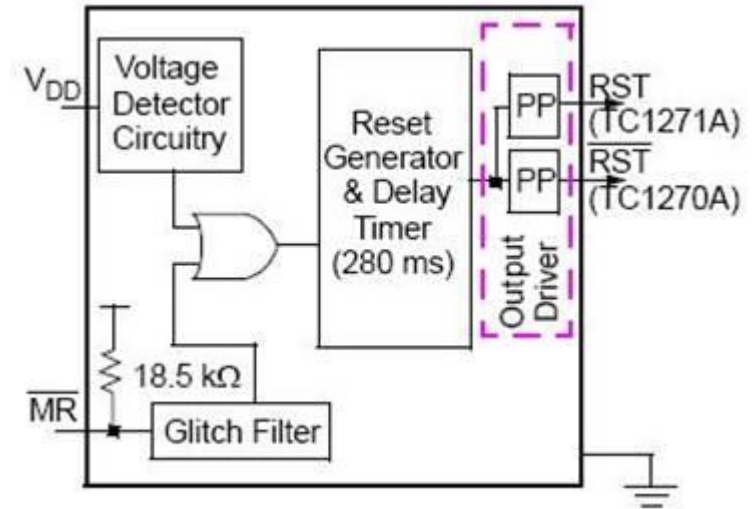 VDD
Voltage
Detector
Circuitry
Reset
Generator
& Delay
Timer
(280 ms)
PP
RST
(TC1271A)
PP
RST
(TC1270A)
Output
Driver
18.5 kΩ
MR
Glitch Filter